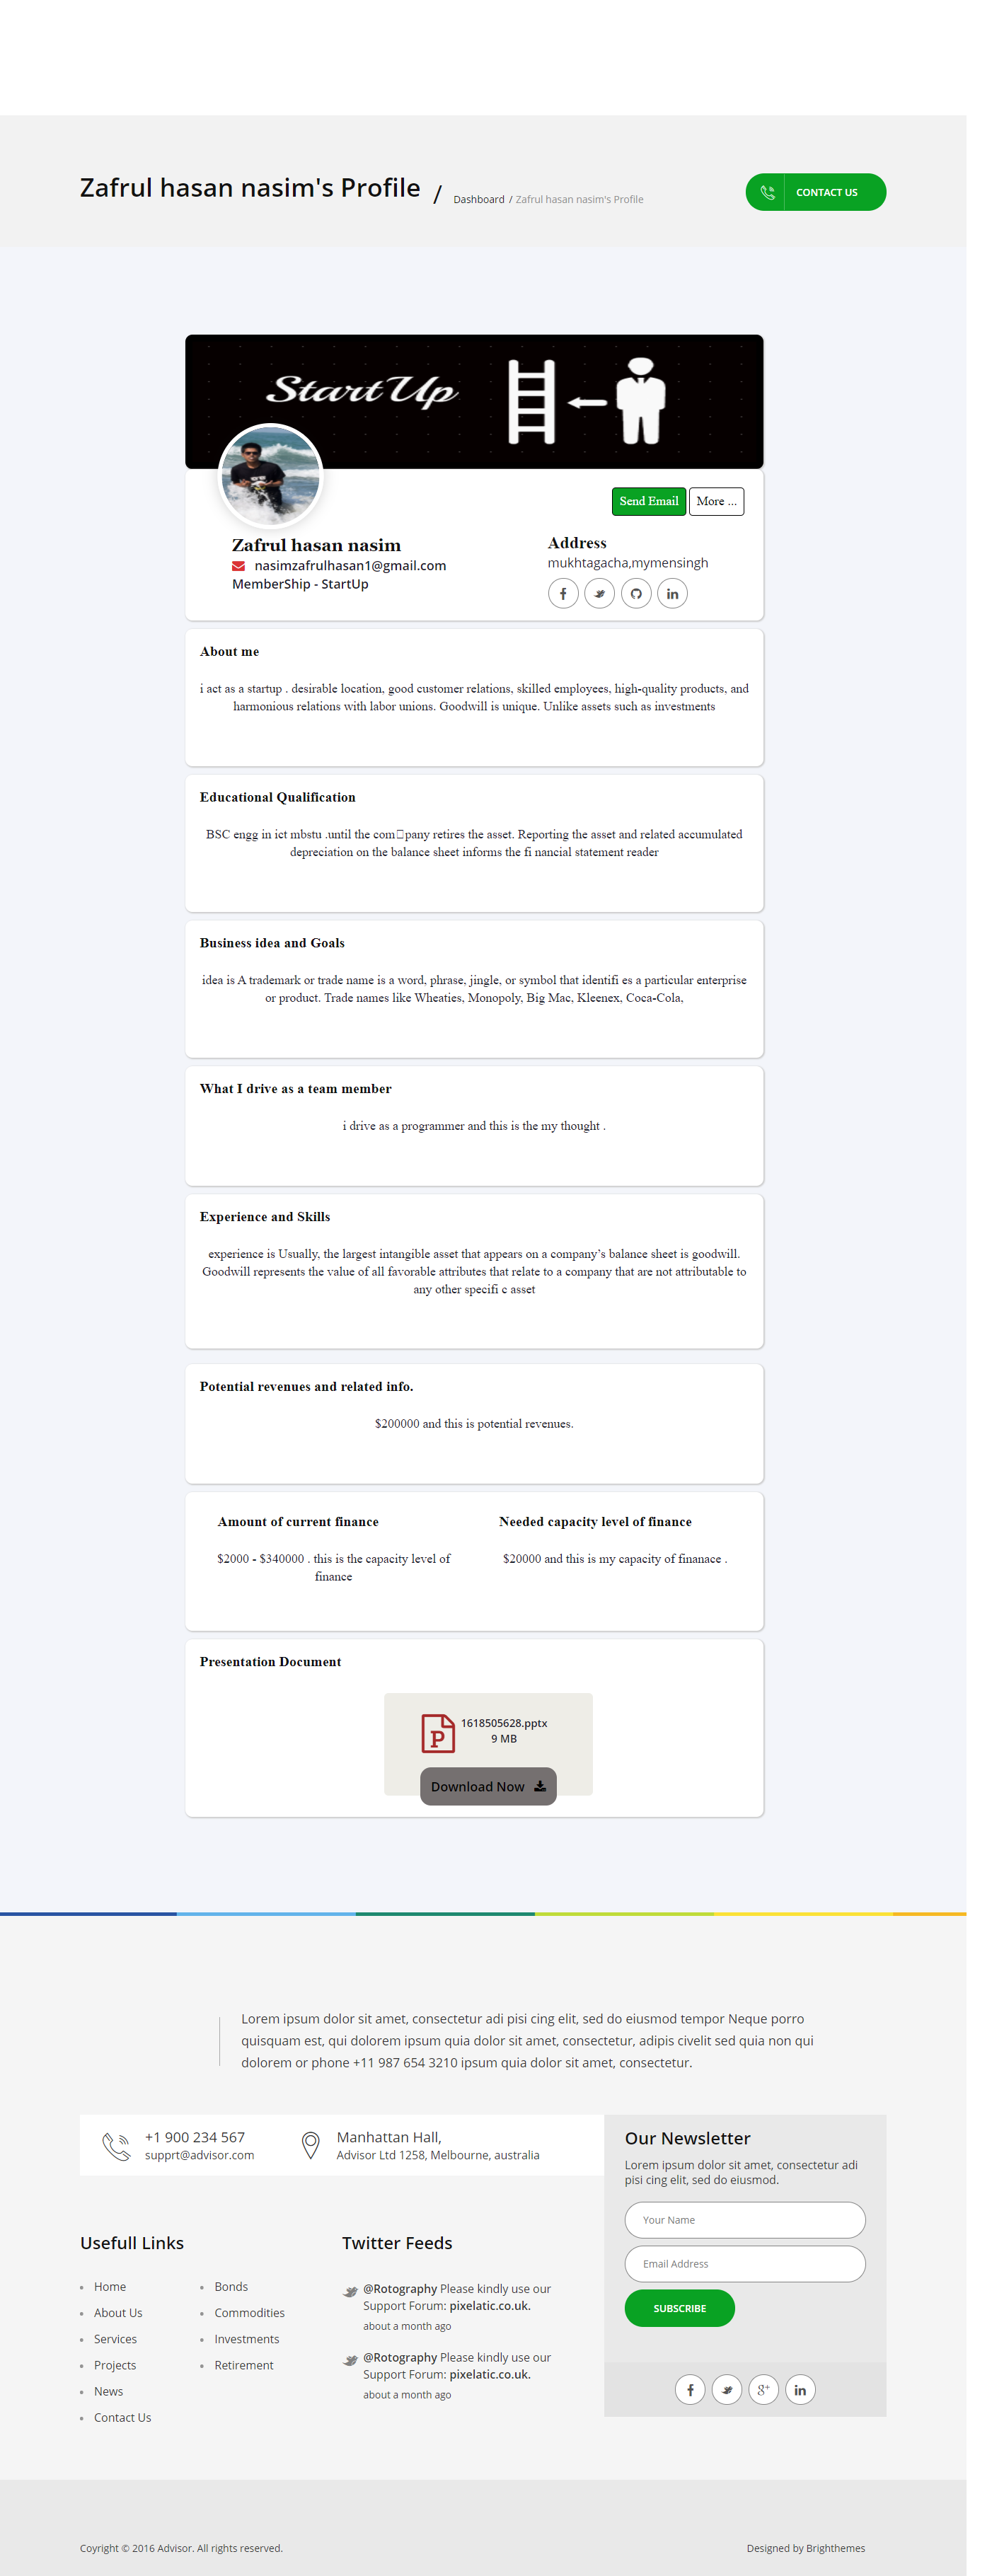 Zafrul hasan nasim's Profile / Dashboard / Zafrul hasan nasim's Profile
CONTACT US
StartUp
Send Email More ...
Zafrul hasan nasim
nasimzafrulhasan1@gmail.com
MemberShip - StartUp
Address
mukhtagacha,mymensingh
About me
i act as a startup . desirable location, good customer relations, skilled employees, high-quality products, and
harmonious relations with labor unions. Goodwill is unique. Unlike assets such as investments
Educational Qualification
BSC engg in ict mbstu .until the com▯pany retires the asset. Reporting the asset and related accumulated
depreciation on the balance sheet informs the fi nancial statement reader
Business idea and Goals
idea is A trademark or trade name is a word, phrase, jingle, or symbol that identifi es a particular enterprise
or product. Trade names like Wheaties, Monopoly, Big Mac, Kleenex, Coca-Cola,
What I drive as a team member
i drive as a programmer and this is the my thought .
Experience and Skills
experience is Usually, the largest intangible asset that appears on a company’s balance sheet is goodwill.
Goodwill represents the value of all favorable attributes that relate to a company that are not attributable to
any other specifi c asset
Potential revenues and related info.
$200000 and this is potential revenues.
Amount of current finance
$2000 - $340000 . this is the capacity level of
finance
Needed capacity level of finance
$20000 and this is my capacity of finanace .
Presentation Document
1618505628.pptx
9 MB
Download Now
Lorem ipsum dolor sit amet, consectetur adi pisi cing elit, sed do eiusmod tempor Neque porro
quisquam est, qui dolorem ipsum quia dolor sit amet, consectetur, adipis civelit sed quia non qui
dolorem or phone +11 987 654 3210 ipsum quia dolor sit amet, consectetur.
+1 900 234 567
supprt@advisor.com
Manhattan Hall,
Advisor Ltd 1258, Melbourne, australia
Our Newsletter
Lorem ipsum dolor sit amet, consectetur adi
pisi cing elit, sed do eiusmod.
Your Name
Email Address
SUBSCRIBE
Usefull Links
Home
About Us
Services
Projects
News
Contact Us
Bonds
Commodities
Investments
Retirement
Twitter Feeds
@Rotography Please kindly use our
Support Forum: pixelatic.co.uk.
about a month ago
@Rotography Please kindly use our
Support Forum: pixelatic.co.uk.
about a month ago
Coyright © 2016 Advisor. All rights reserved.
Designed by Brighthemes